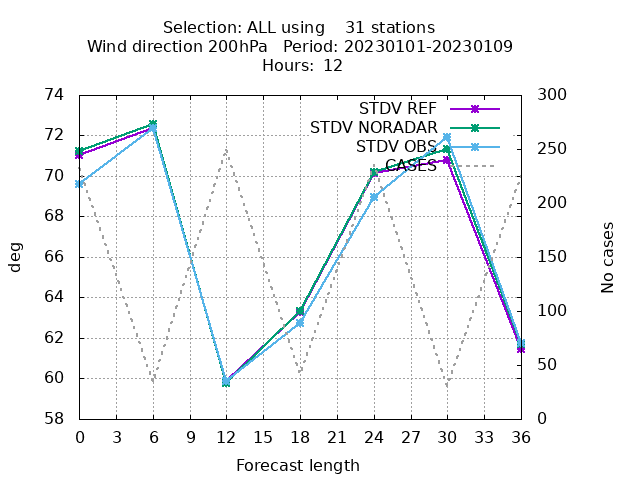 Selection: ALL using    31 stations
Wind direction 200hPa   Period: 20230101-20230109
Hours: 12
74
72
70
68
66
64
62
60
58
300
250
200
150
100
50
0
STDV REF
STDV NORADAR
STDV OBS
CASES
deg
No cases
0 3 6 9 12 15 18 21 24 27 30 33 36
Forecast length